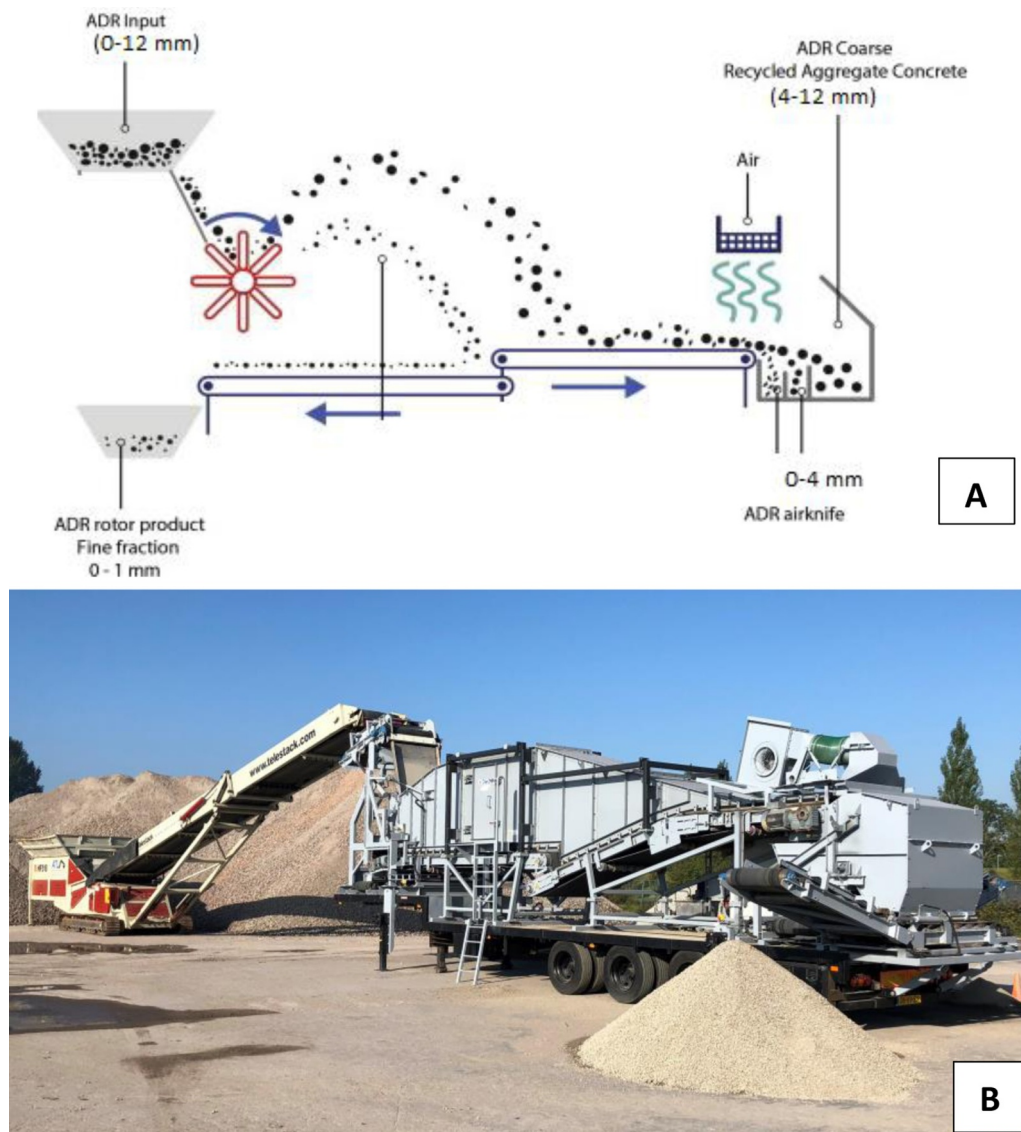 ADR Input
(0-12 mm)
ADR Coarse
Recycled Aggregate Concrete
(4-12 mm)
Air
0-4 mm
ADR airknife
A
ADR rotor product
Fine fraction
0 - 1 mm
www.telestack.com
B